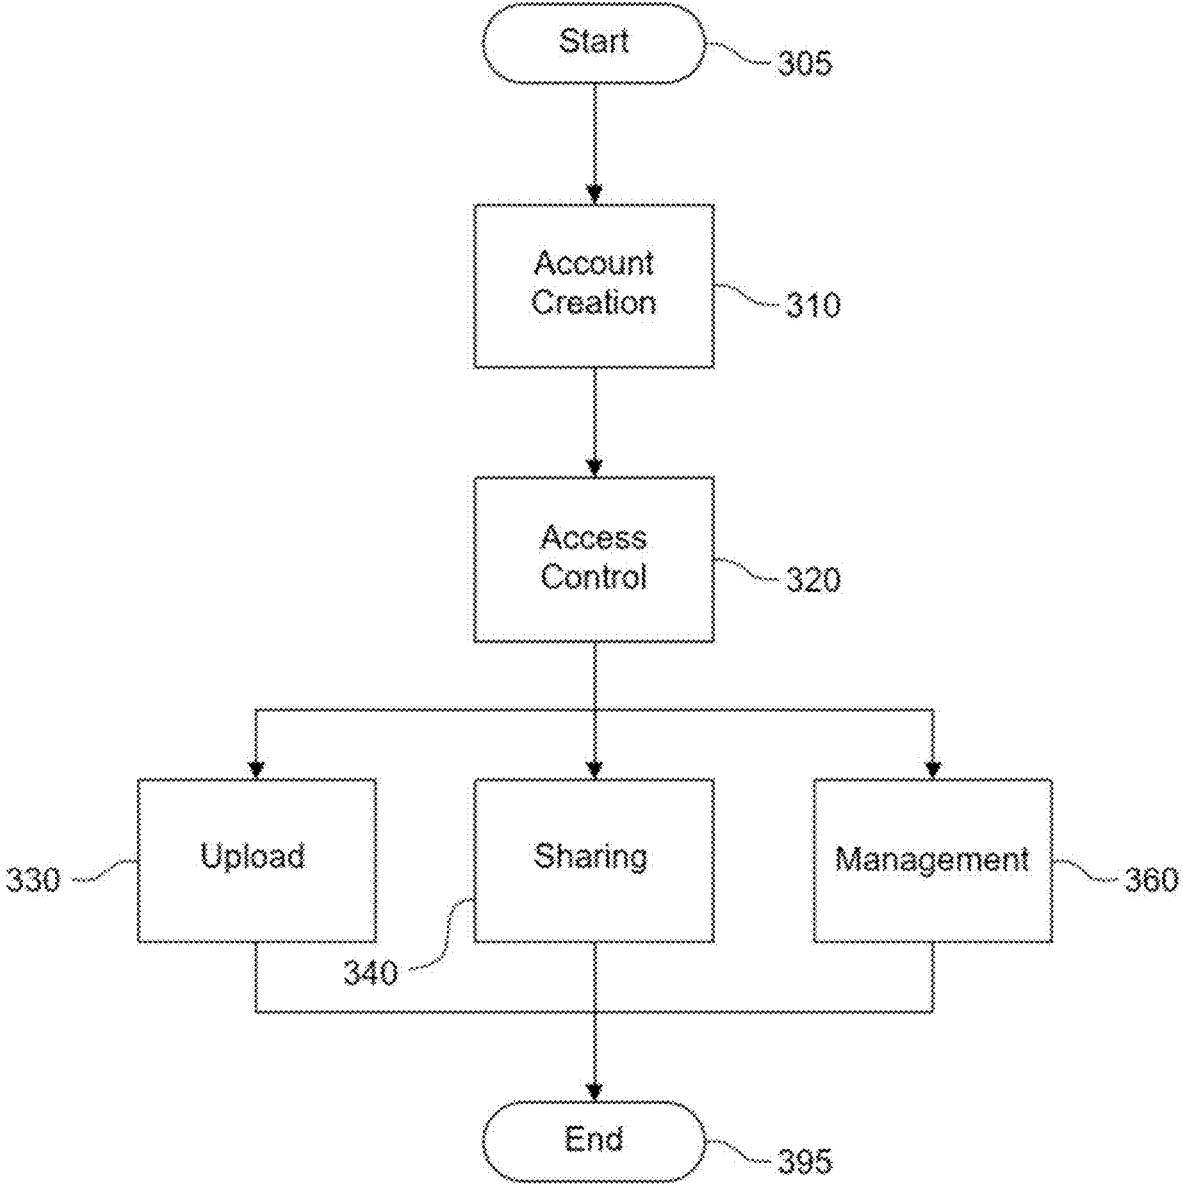 Start
305
Account
Creation
310
Access
Control
320
Upload
Sharing
Management
330
340
360
End
395